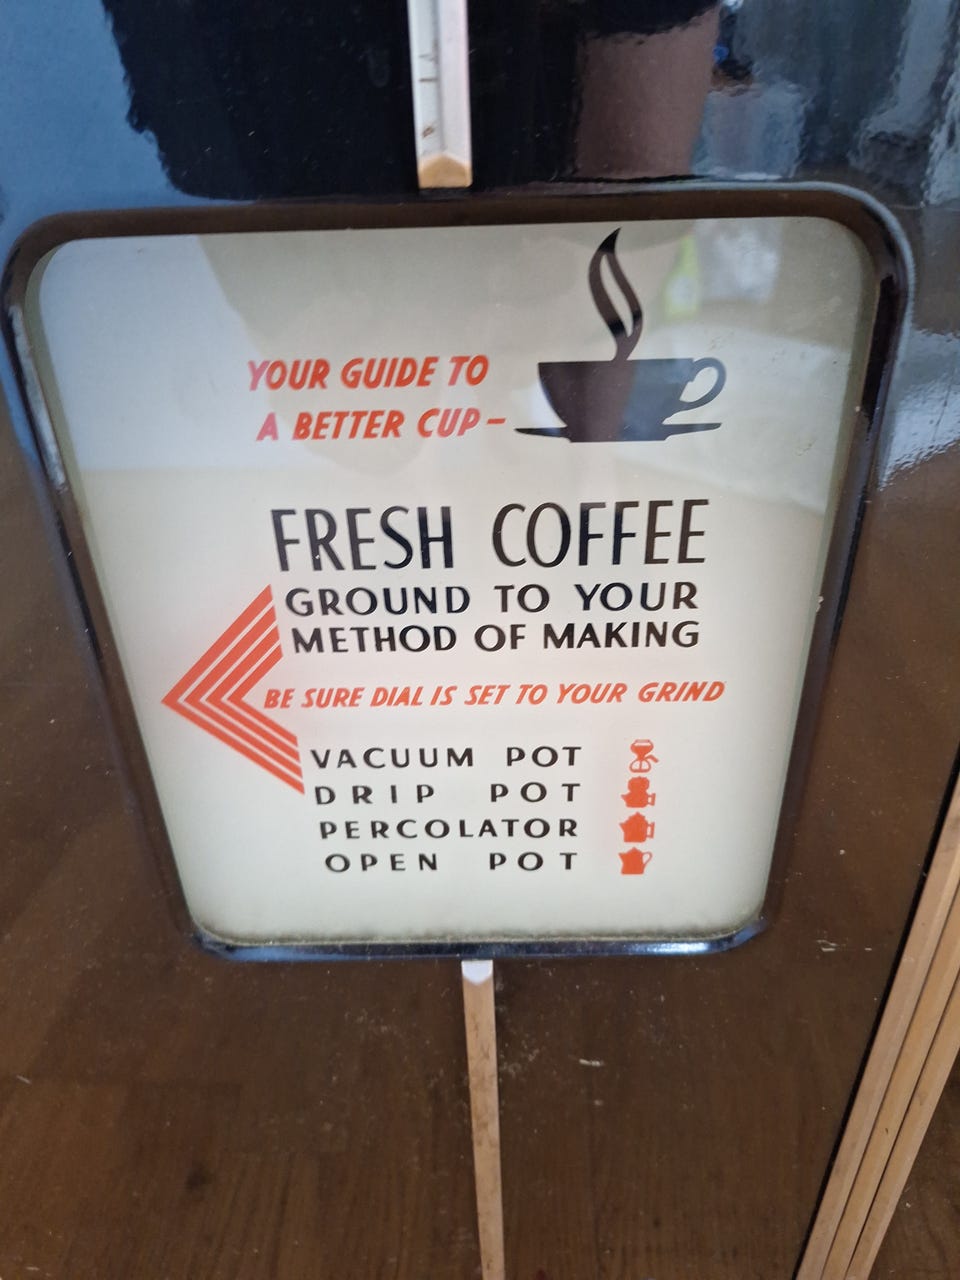 YOUR GUIDE TO
A BETTER CUP –
FRESH COFFEE
GROUND TO YOUR
METHOD OF MAKING
BE SURE DIAL IS SET TO YOUR GRIND
VACUUM POT
DRIP POT
PERCOLATOR
OPEN POT